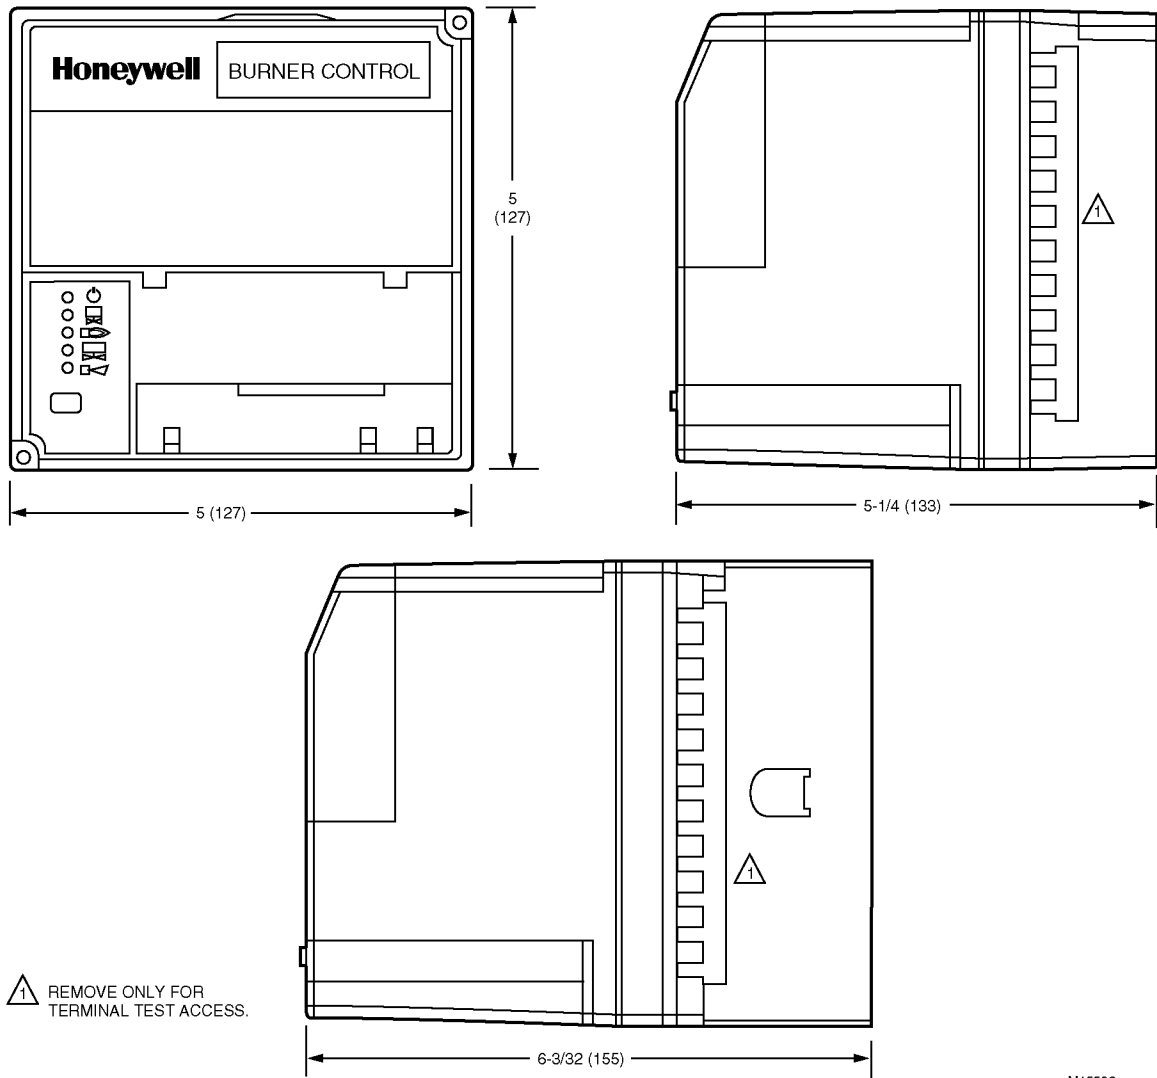 Honeywell
BURNER CONTROL
5
(127)
5 (127)
1
5-1/4 (133)
1
1
REMOVE ONLY FOR
TERMINAL TEST ACCESS.
6-3/32 (155)